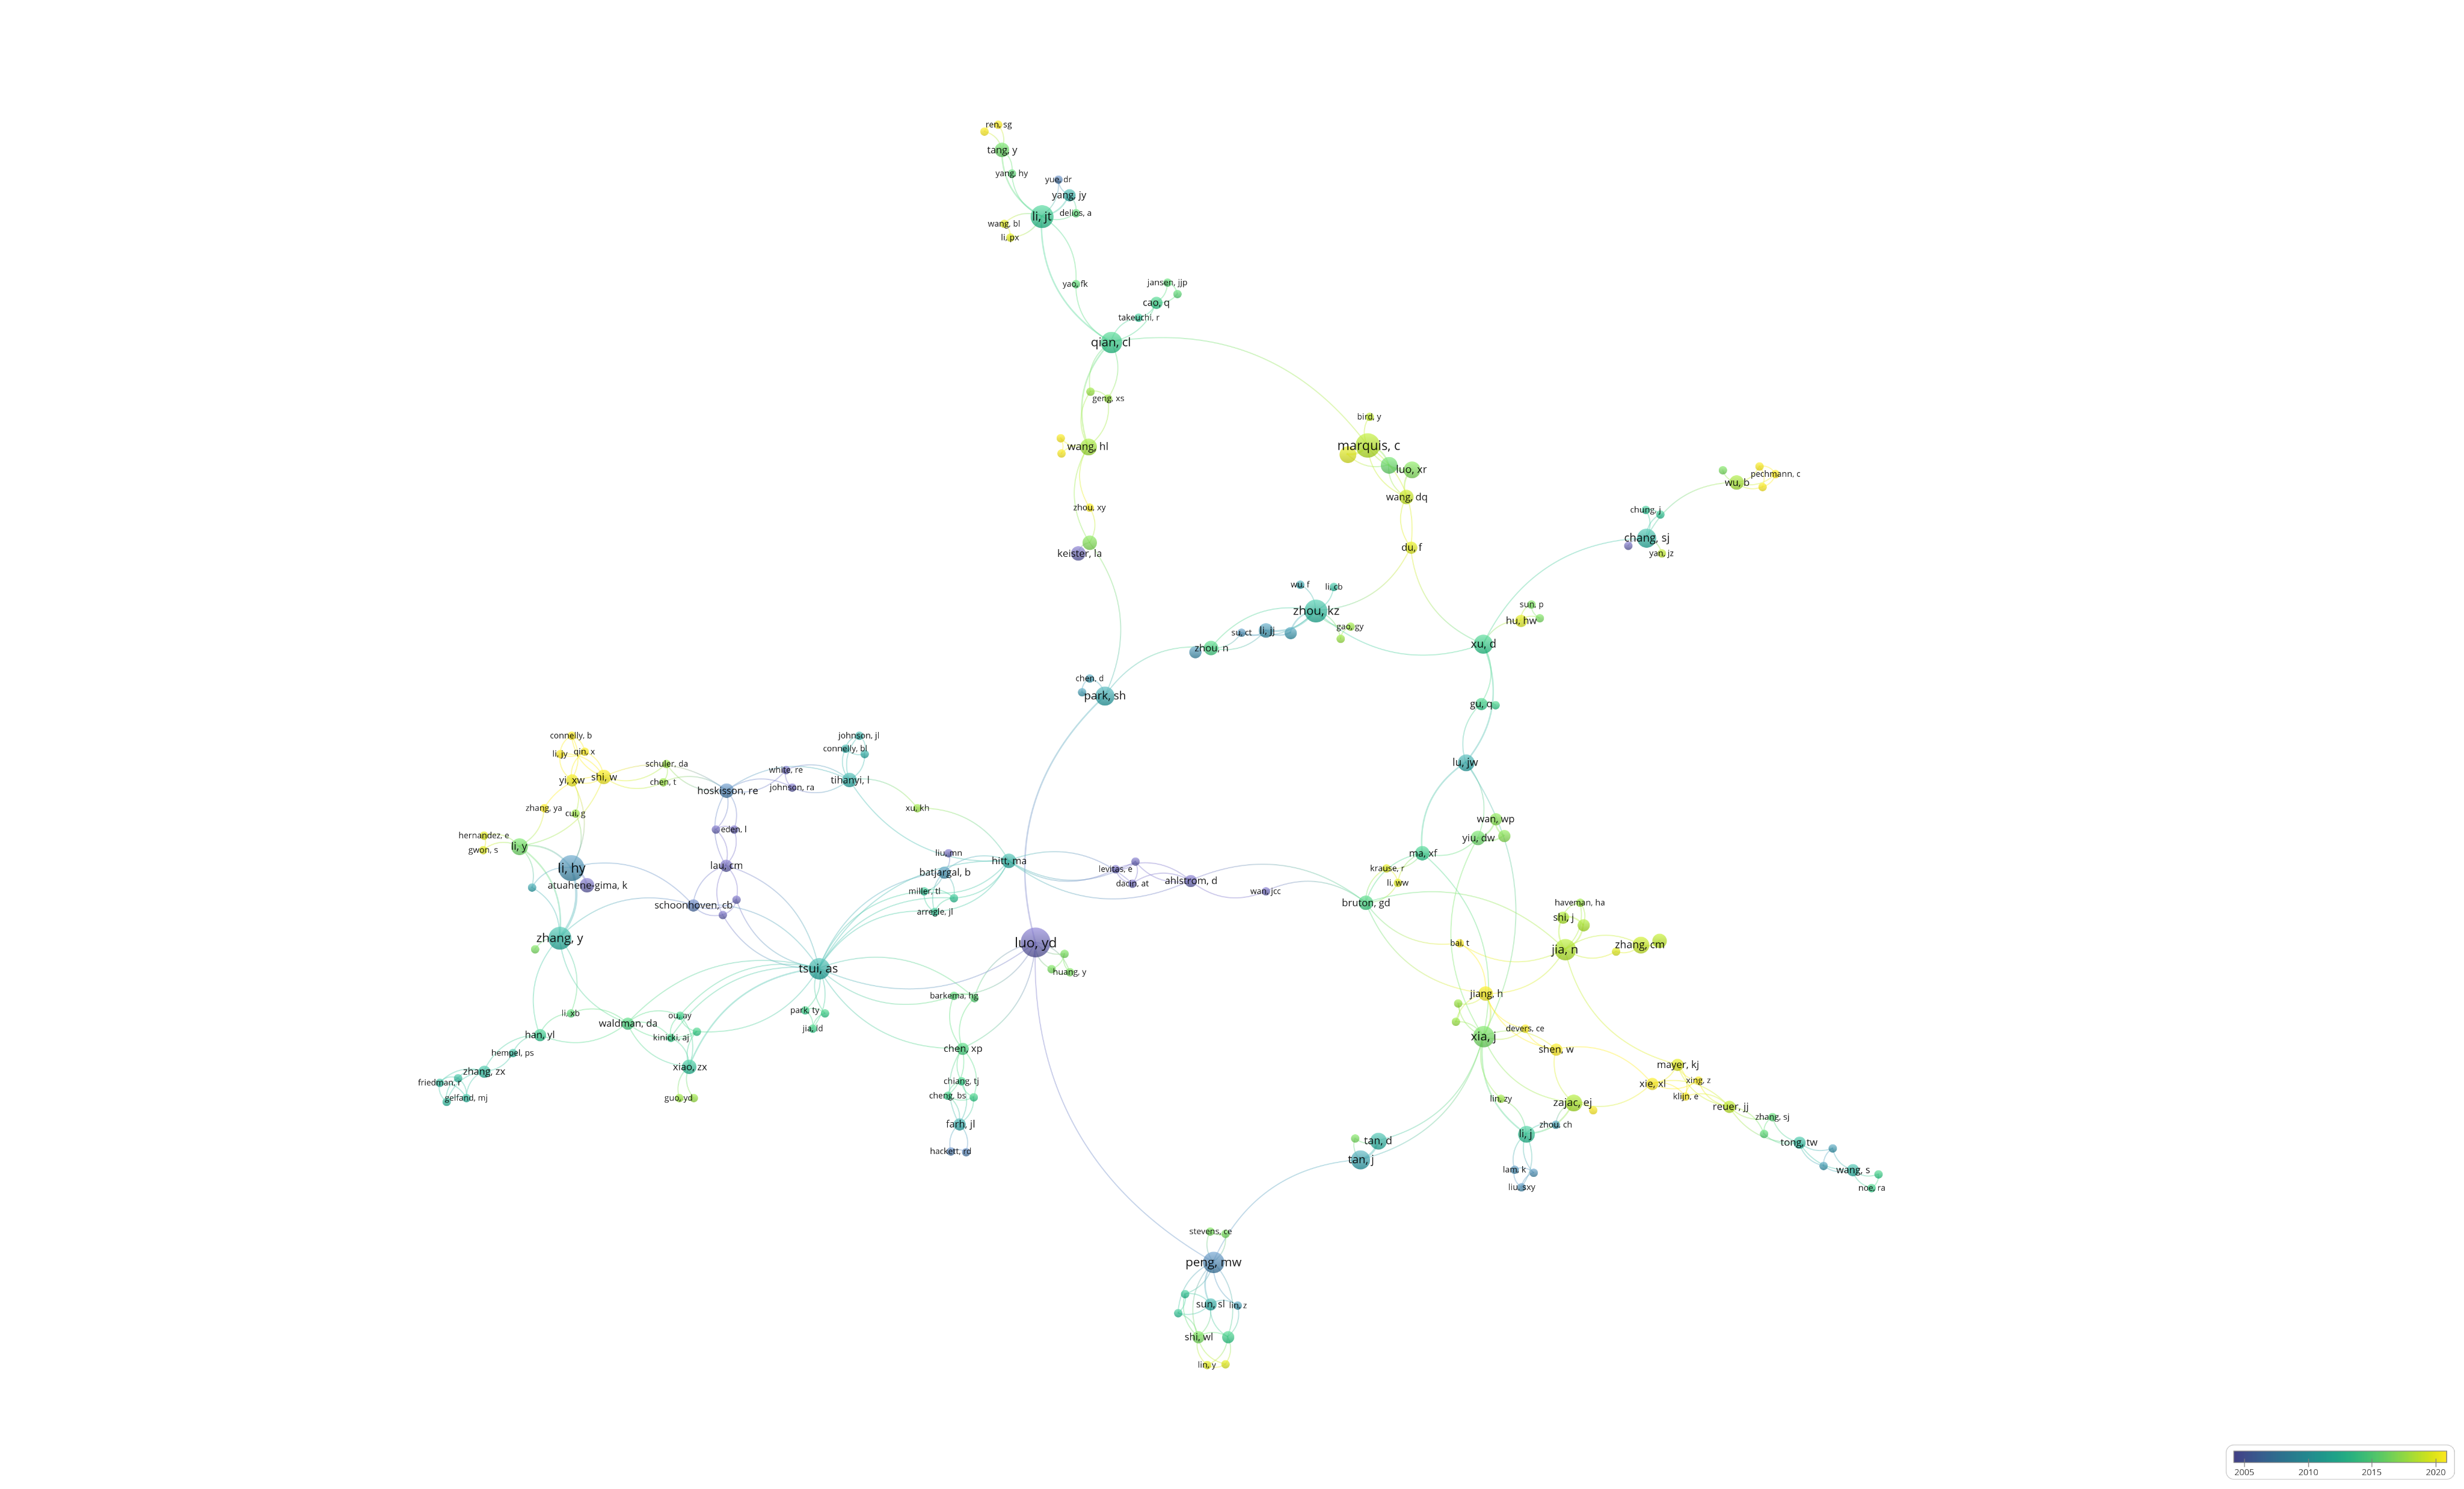 ren, sg
tang, y
yang, hy
yue, dr
yang, jy
li, jt
delios, a
wang, bl
li, px
yao, fk
jansen, jjp
cao, q
takeuchi, r
qian, cl
geng, xs
bird, y
wang, hl
marquis, c
luo, xr
wang, dq
pechmann, c
wu, b
zhou, xy
chung, j
chang, sj
keister, la
du, f
yan, jz
wu, f
li, cb
zhou, kz
sun, p
hu, hw
gao, gy
su, ct
li, jj
zhou, n
xu, d
chen, d
park, sh
gu, q
connelly, b
li, jy
qin, x
johnson, jl
connelly, bl
schuler, da
white, re
lu, jw
yi, xw
shi, w
chen, t
tihanyi, l
hoskisson, re
johnson, ra
zhang, ya
cui, g
xu, kh
wan, wp
eden, l
hernandez, e
gwon, s
li, y
yiu, dw
liu, mn
hitt, ma
ma, xf
li, hy
lau, cm
batjargal, b
levitas, e
krause, r
atuahene-gima, k
miller, tl
dacin, at
ahlstrom, d
li, ww
wan, jcc
schoonhoven, cb
arregle, jl
bruton, gd
haveman, ha
shi, j
zhang, y
luo, yd
bai, t
jia, n
zhang, cm
tsui, as
huang, y
barkema, hg
jiang, h
li, xb
ou, ay
park, ty
waldman, da
kinicki, aj
jia, ld
devers, ce
han, yl
xia, j
hempel, ps
chen, xp
shen, w
zhang, zx
xiao, zx
mayer, kj
friedman, r
chiang, tj
xie, xl
xing, z
gelfand, mj
guo, yd
cheng, bs
lin, zy
zajac, ej
klijn, e
reuer, jj
farh, jl
zhou, ch
zhang, sj
li, j
tan, d
tong, tw
hackett, rd
tan, j
lam, k
wang, s
liu, sxy
noe, ra
stevens, ce
peng, mw
sun, sl
lin, z
shi, wl
lin, y
2005 2010 2015 2020